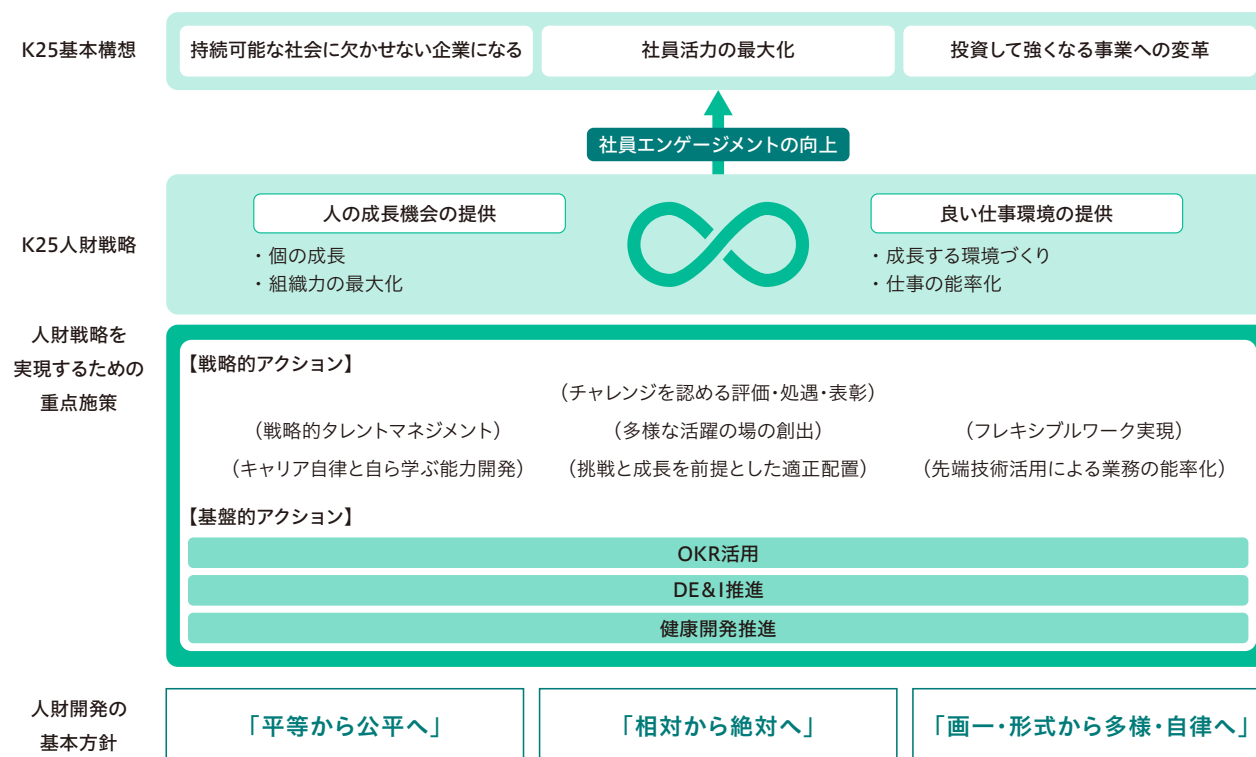 K25基本構想
持続可能な社会に欠かせない企業になる
社員活力の最大化
投資して強くなる事業への変革
社員エンゲージメントの向上
K25人財戦略
人の成長機会の提供
・個の成長
・組織力の最大化
良い仕事環境の提供
・成長する環境づくり
・仕事の能率化
人財戦略を
実現するための
重点施策
【戦略的アクション】
（チャレンジを認める評価・処遇・表彰）
（戦略的タレントマネジメント）
（多様な活躍の場の創出）
（フレキシブルワーク実現）
（キャリア自律と自ら学ぶ能力開発）
（挑戦と成長を前提とした適正配置）
（先端技術活用による業務の能率化）
【基盤的アクション】
OKR活用
DE&I推進
健康開発推進
人財開発の
基本方針
「平等から公平へ」
「相対から絶対へ」
「画一・形式から多様・自律へ」